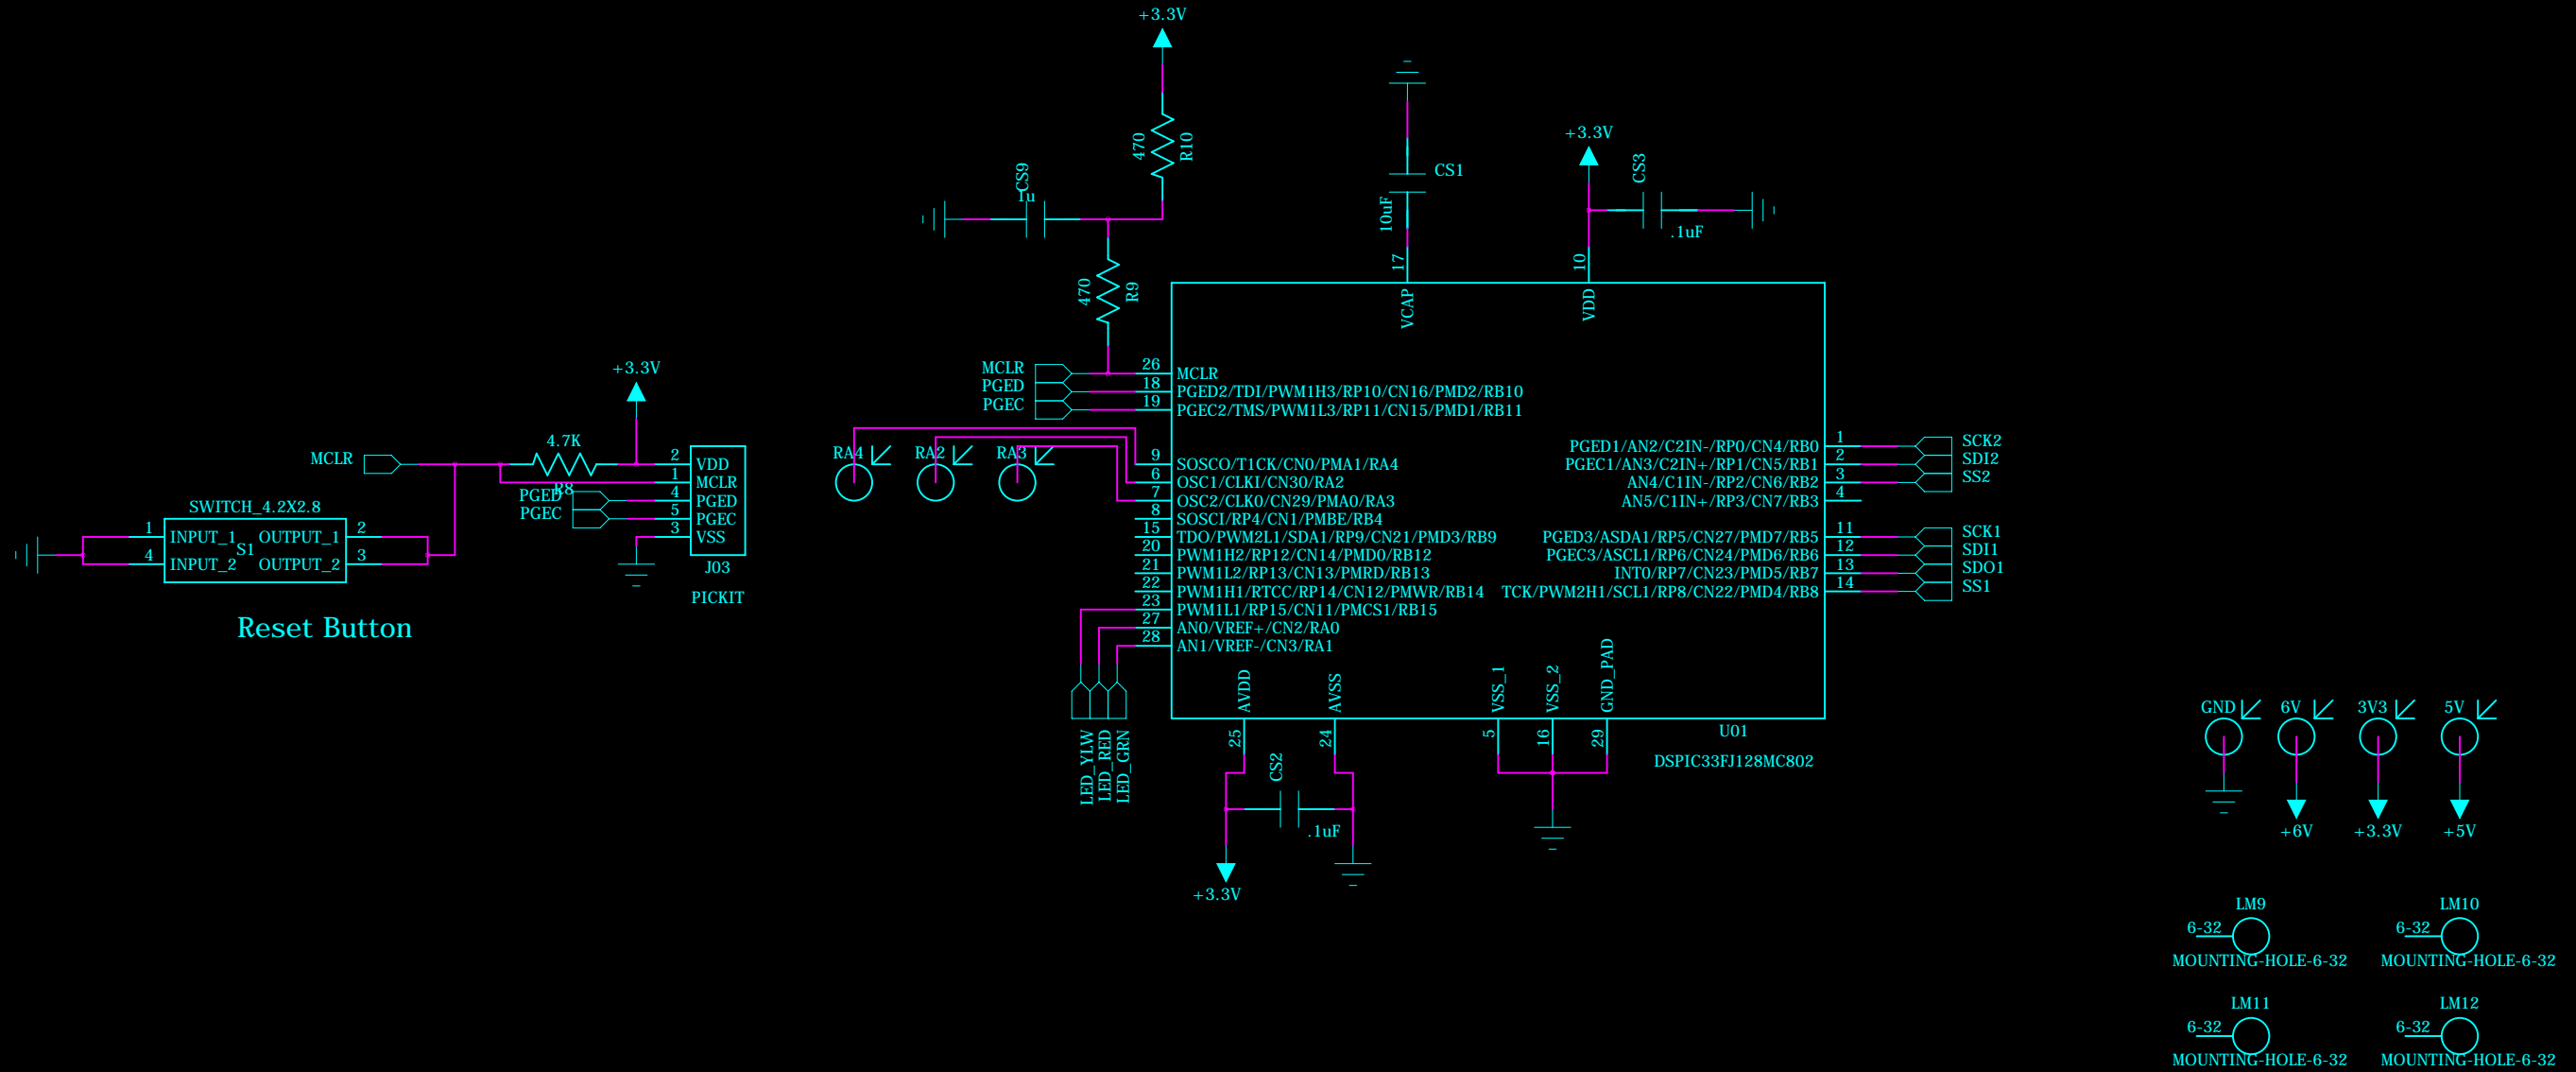 +3.3V
470
R10
CS9
1u
470
R9
CS1
10uF
17
VCAP
+3.3V
CS3
.1uF
10
VDD
MCLR
PGED
PGEC
26
18
19
MCLR
PGED2/TDI/PWM1H3/RP10/CN16/PMD2/RB10
PGEC2/TMS/PWM1L3/RP11/CN15/PMD1/RB11
RA4
RA2
RA3
9 SOSCO/T1CK/CN0/PMA1/RA4
6 OSC1/CLKI/CN30/RA2
7 OSC2/CLKO/CN29/PMA0/RA3
8 SOSCI/RP4/CN1/PMBE/RB4
15 TDO/PWM2L1/SDA1/RP9/CN21/PMD3/RB9
20 PWM1H2/RP12/CN14/PMD0/RB12
21 PWM1L2/RP13/CN13/PMRD/RB13
22 PWM1H1/RTCC/RP14/CN12/PMWR/RB14
23 PWM1L1/RP15/CN11/PMCS1/RB15
27 AN0/VREF+/CN2/RA0
28 AN1/VREF-/CN3/RA1
PGED1/AN2/C2IN-/RP0/CN4/RB0 1 SCK2
PGEC1/AN3/C2IN+/RP1/CN5/RB1 2 SDI2
AN4/C1IN-/RP2/CN6/RB2 3 SS2
AN5/C1IN+/RP3/CN7/RB3 4
PGED3/ASDA1/RP5/CN27/PMD7/RB5 11 SCK1
PGEC3/ASCL1/RP6/CN24/PMD6/RB6 12 SDI1
INT0/RP7/CN23/PMD5/RB7 13 SDO1
TCK/PWM2H1/SCL1/RP8/CN22/PMD4/RB8 14 SS1
LED_YLW
LED_RED
LED_GRN
AVDD
25
AVSS
24
CS2
.1uF
+3.3V
VSS_1
5
VSS_2
16
GND_PAD
29
U01
DSPIC33FJ128MC802
+3.3V
MCLR
4.7K
R8
2 VDD
1 MCLR
PGED 4 PGED
PGEC 5 PGEC
3 VSS
J03
PICKIT
SWITCH_4.2X2.8
1 INPUT_1 OUTPUT_1 2
S1
4 INPUT_2 OUTPUT_2 3
Reset Button
GND 6V 3V3 5V
+6V +3.3V +5V
LM9
6-32
MOUNTING-HOLE-6-32
LM10
6-32
MOUNTING-HOLE-6-32
LM11
6-32
MOUNTING-HOLE-6-32
LM12
6-32
MOUNTING-HOLE-6-32